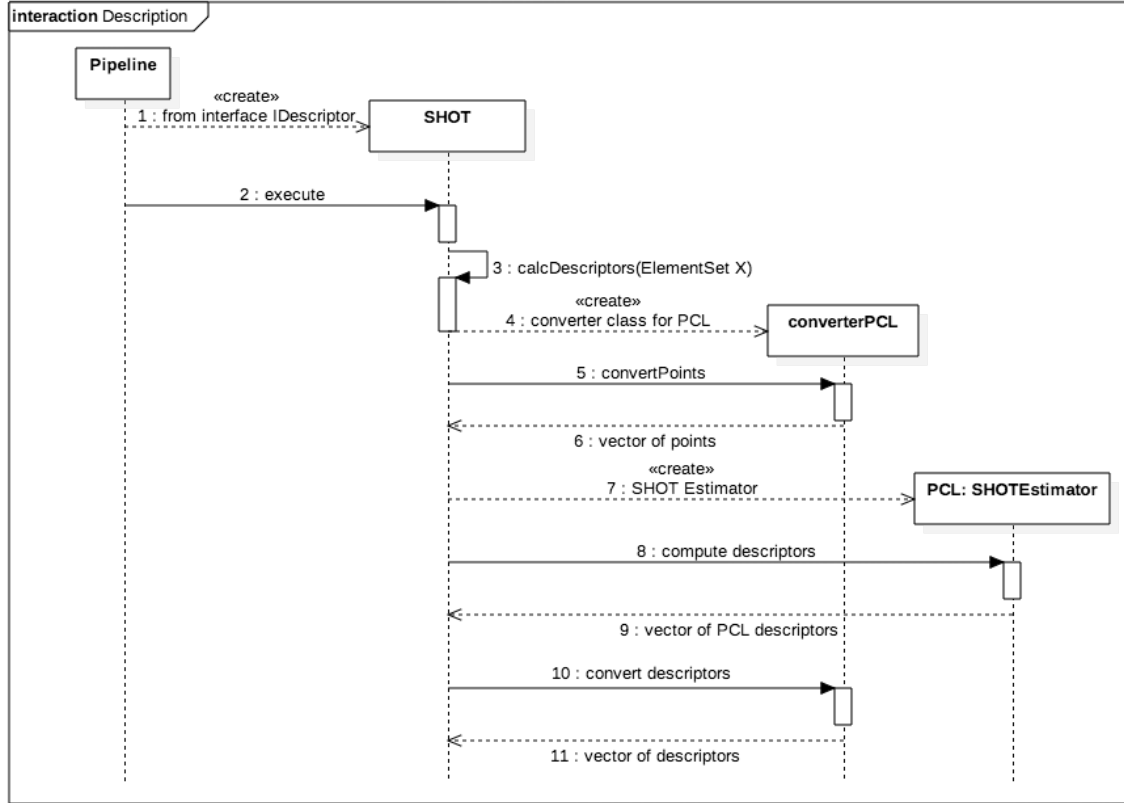 interaction Description
Pipeline
«create»
1 : from interface IDescriptor
SHOT
2 : execute
3 : calcDescriptors(ElementSet X)
«create»
4 : converter class for PCL
converterPCL
5 : convertPoints
6 : vector of points
«create»
7 : SHOT Estimator
PCL: SHOTEstimator
8 : compute descriptors
9 : vector of PCL descriptors
10 : convert descriptors
11 : vector of descriptors